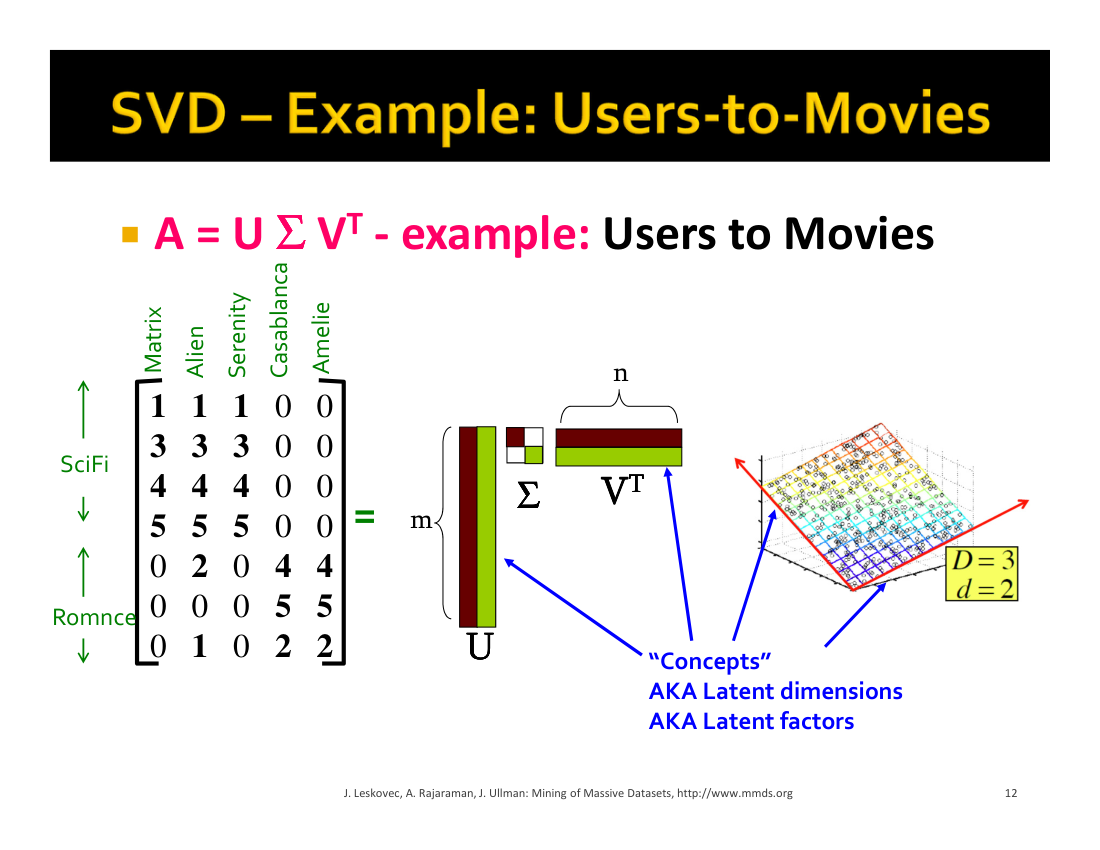 SVD – Example: Users-to-Movies
A = U Σ Vᵀ - example: Users to Movies
Matrix
Alien
Serenity
Casablanca
Amelie
SciFi
Romnce
1 1 1 0 0
3 3 3 0 0
4 4 4 0 0
5 5 5 0 0
0 2 0 4 4
0 0 0 5 5
0 1 0 2 2
=
m
U
Σ
n
Vᵀ
D = 3
d = 2
“Concepts”
AKA Latent dimensions
AKA Latent factors
J. Leskovec, A. Rajaraman, J. Ullman: Mining of Massive Datasets, http://www.mmds.org
12